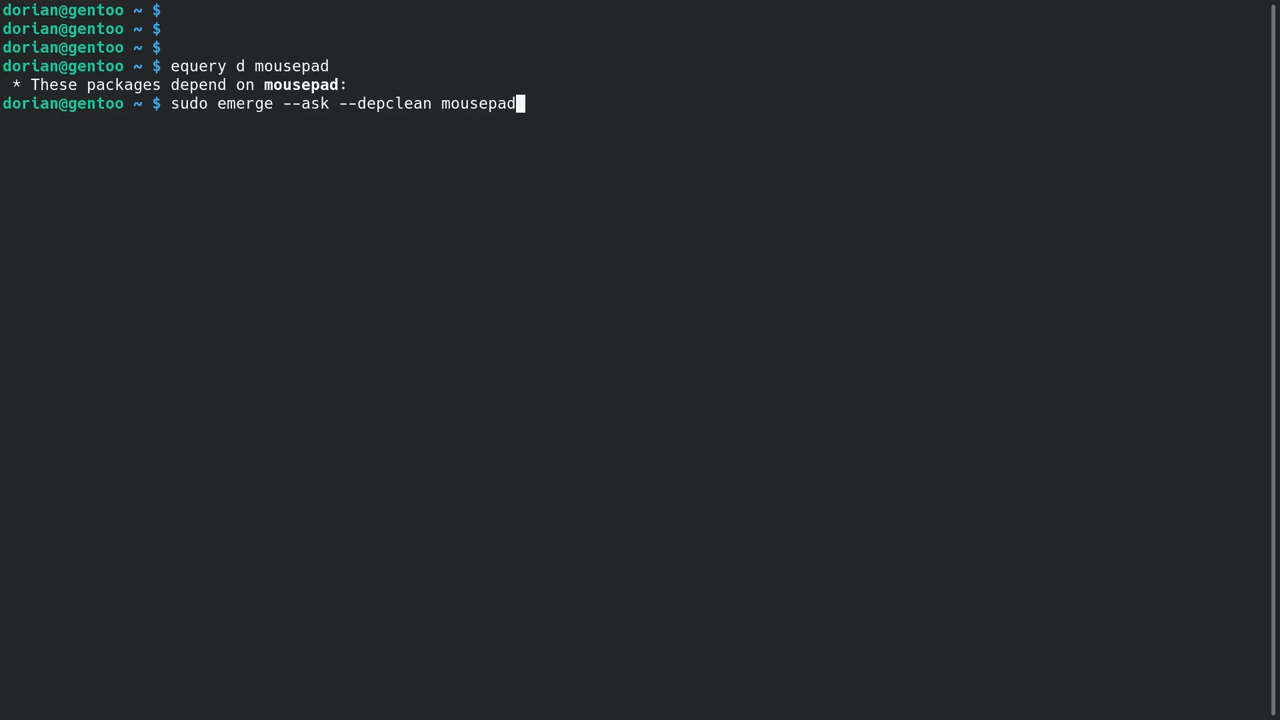 dorian@gentoo ~ $
dorian@gentoo ~ $
dorian@gentoo ~ $
dorian@gentoo ~ $ equery d mousepad
 * These packages depend on mousepad:
dorian@gentoo ~ $ sudo emerge --ask --depclean mousepad